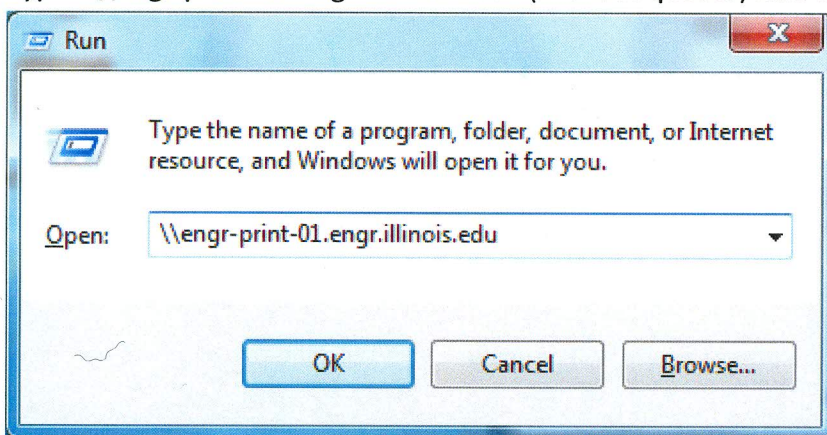 Run
Type the name of a program, folder, document, or Internet
resource, and Windows will open it for you.
Open:
\\engr-print-01.engr.illinois.edu
OK
Cancel
Browse...